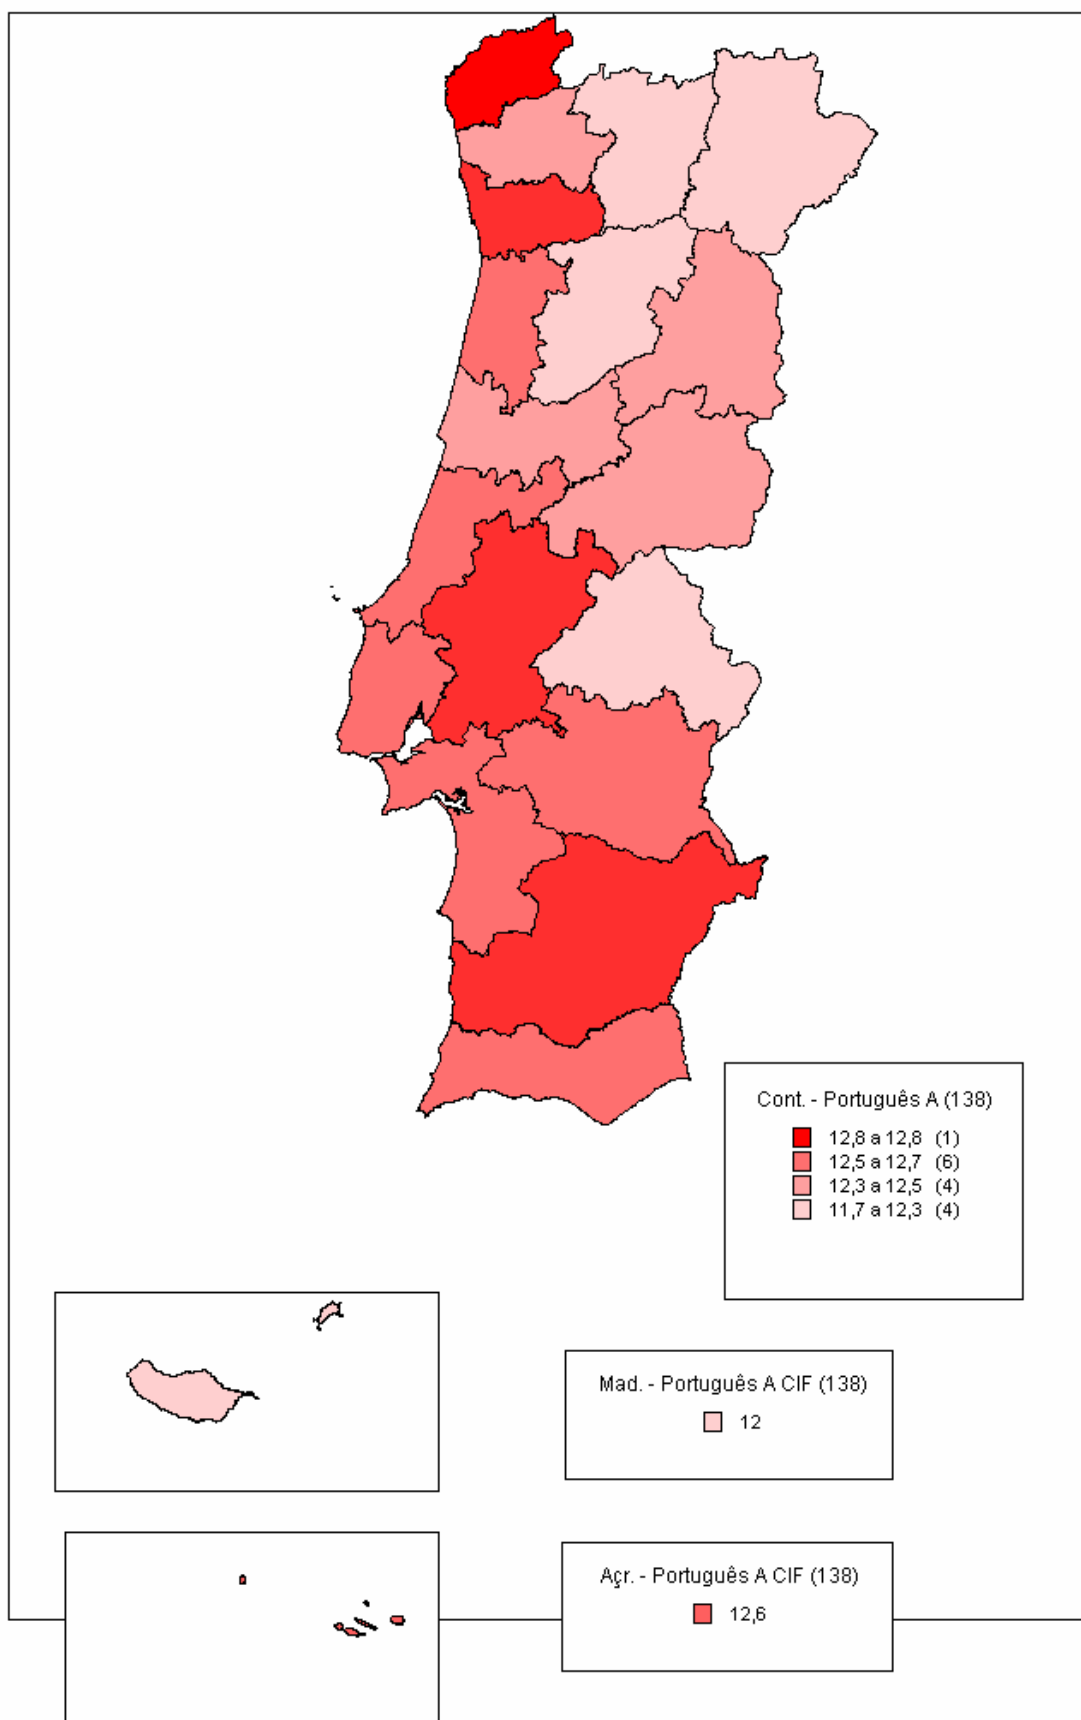 Cont. - Português A (138)
12,8 a 12,8 (1)
12,5 a 12,7 (6)
12,3 a 12,5 (4)
11,7 a 12,3 (4)
Mad. - Português A CIF (138)
12
Açr. - Português A CIF (138)
12,6